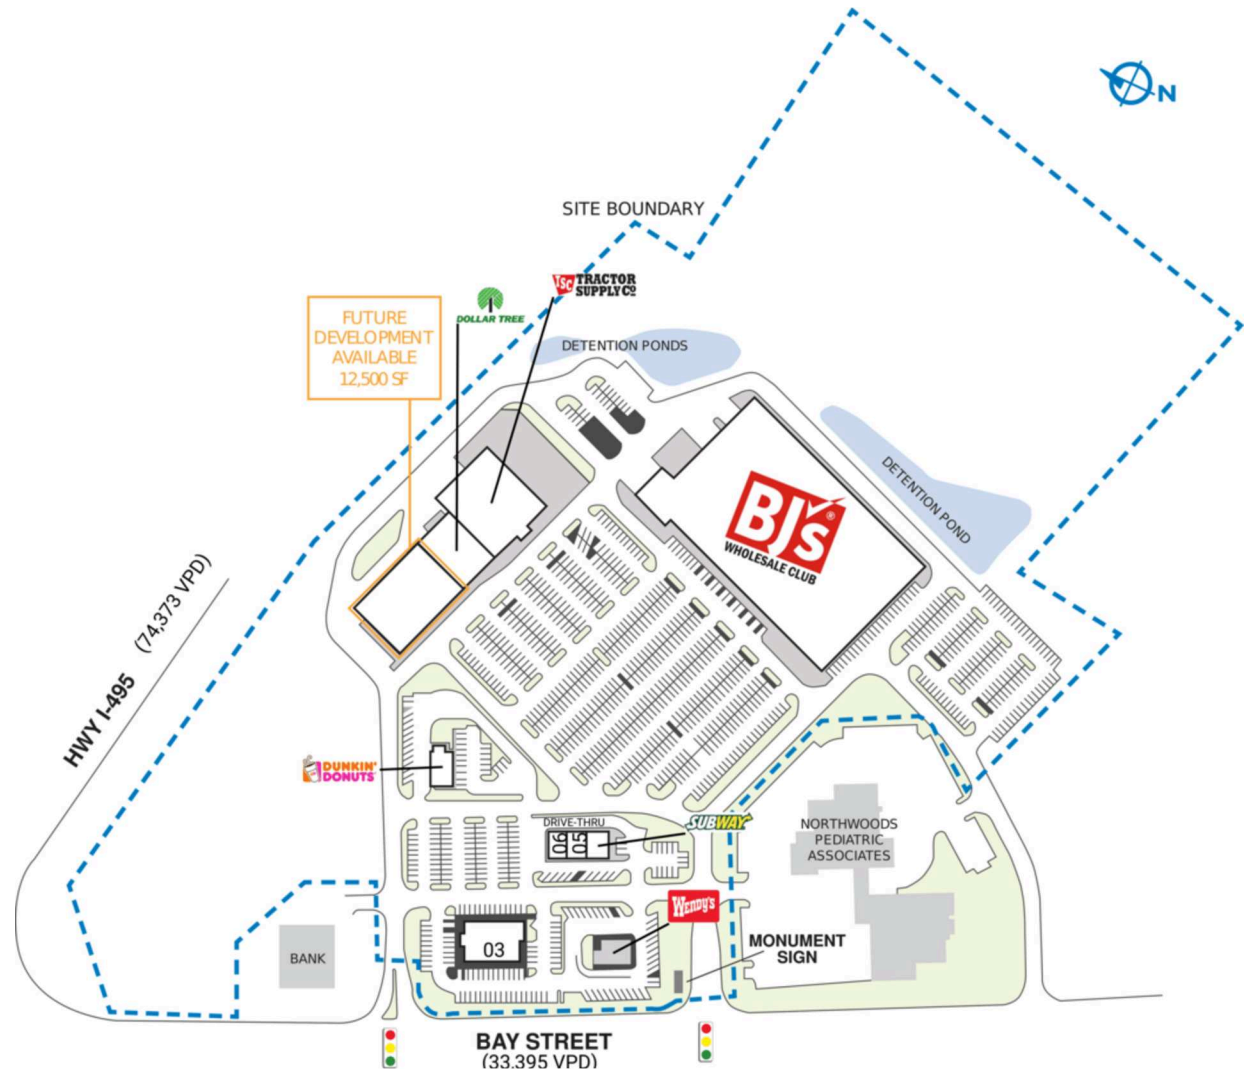 N
SITE BOUNDARY
TSC TRACTOR
SUPPLY CO
DOLLAR TREE
FUTURE
DEVELOPMENT
AVAILABLE
12,500 SF
DETENTION PONDS
DETENTION POND
BJ's
®
WHOLESALE CLUB
HWY I-495
(74,373 VPD)
DUNKIN'
DONUTS
DRIVE-THRU
06
05
SUBWAY
NORTHWOODS
PEDIATRIC
ASSOCIATES
WENDY'S
MONUMENT
SIGN
03
BANK
BAY STREET
(33,395 VPD)